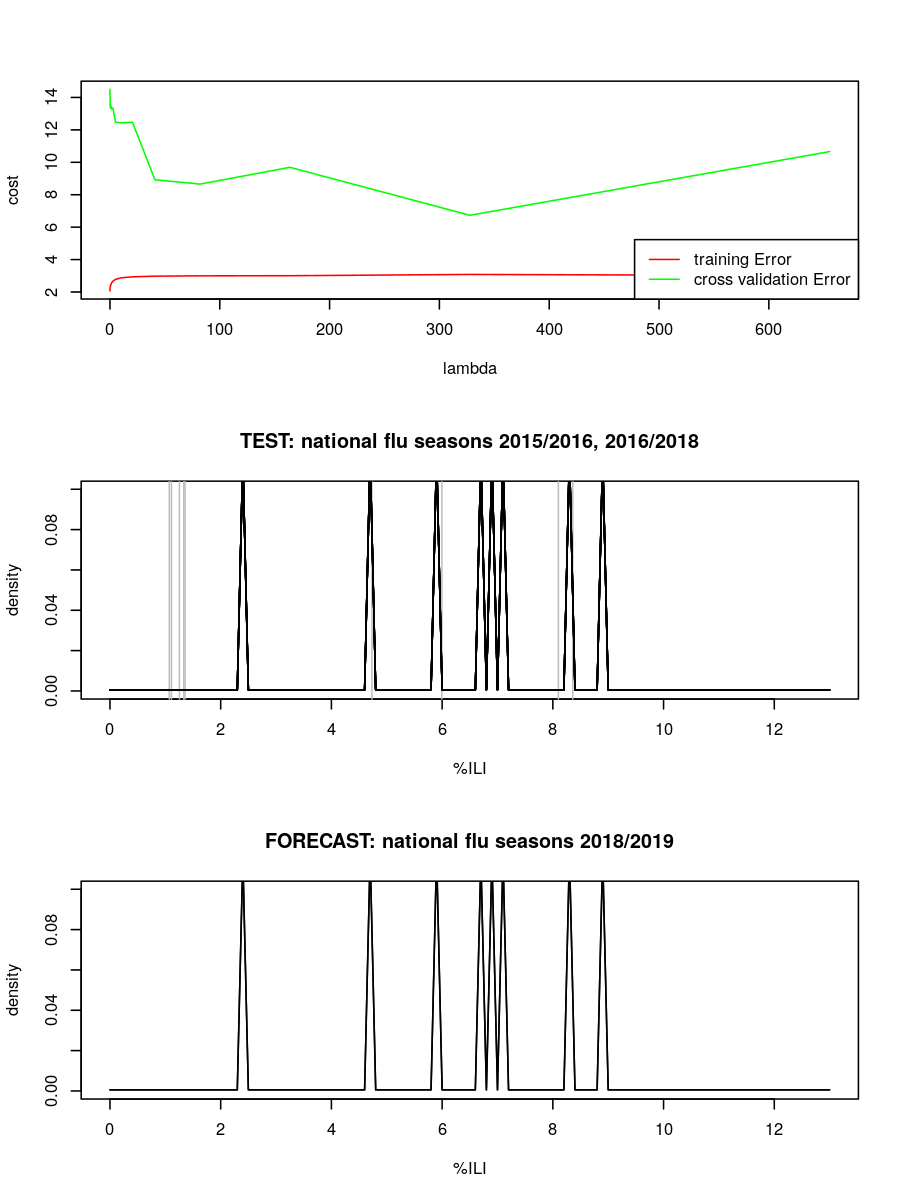 14
12
10
8
6
4
2
cost
training Error
cross validation Error
0 100 200 300 400 500 600
lambda
TEST: national flu seasons 2015/2016, 2016/2018
0.08
0.04
0.00
density
0 2 4 6 8 10 12
%ILI
FORECAST: national flu seasons 2018/2019
0.08
0.04
0.00
density
0 2 4 6 8 10 12
%ILI